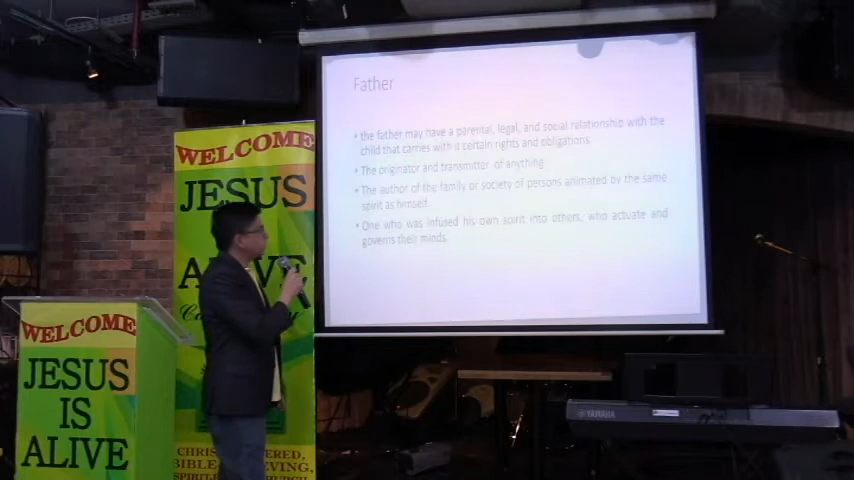 Father
• the father may have a parental, legal, and social relationship with the
child that carries with it certain rights and obligations.
• The originator and transmitter of anything.
• The author of the family or society of persons animated by the same
spirit as himself.
• One who was infused his own spirit into others, who actuate and
governs their minds.
WELCOME
JESUS
CHRIS
ERED,
BIBLE
WELCOME
JESUS
IS
ALIVE
YAMAHA